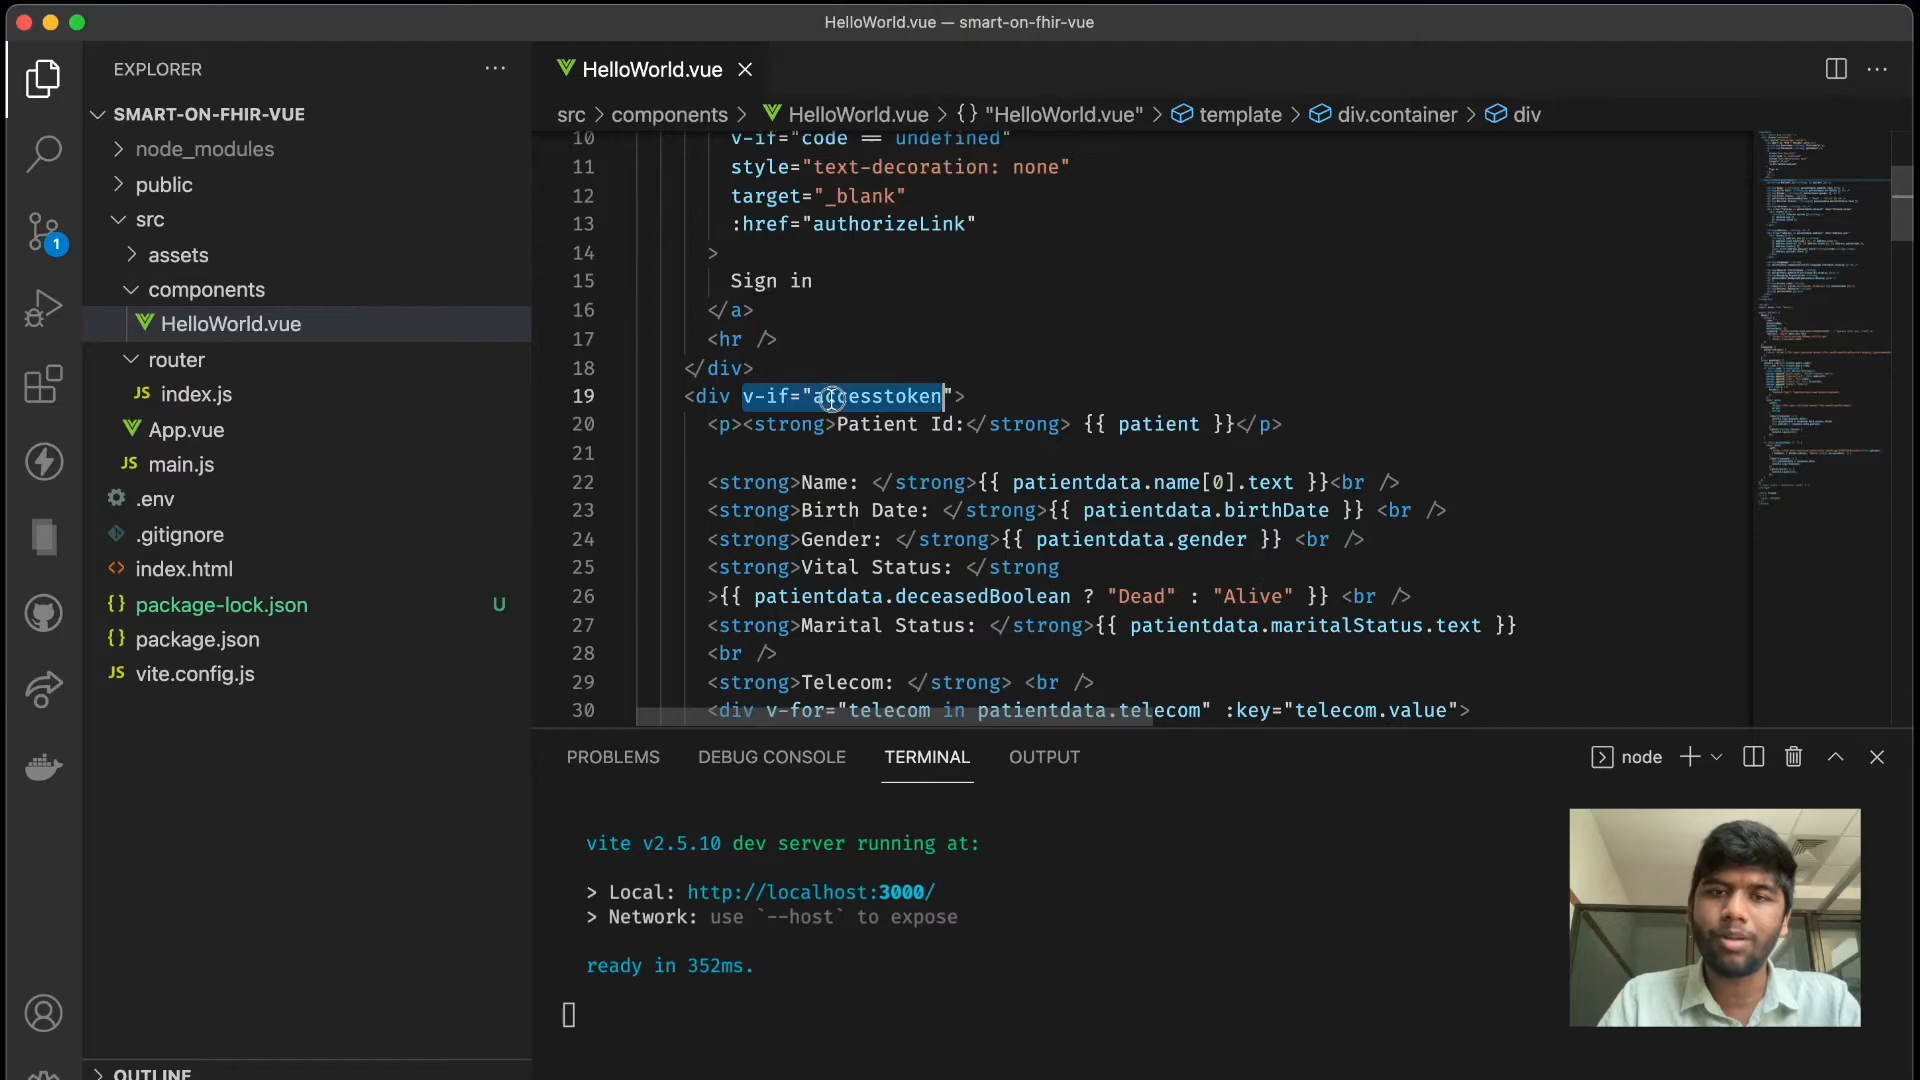 HelloWorld.vue — smart-on-fhir-vue
EXPLORER
SMART-ON-FHIR-VUE
node_modules
public
src
assets
components
HelloWorld.vue
router
JS index.js
App.vue
JS main.js
.env
.gitignore
<> index.html
{} package-lock.json U
{} package.json
JS vite.config.js
OUTLINE
1
HelloWorld.vue
src > components > HelloWorld.vue > {} "HelloWorld.vue" > template > div.container > div
10 v-if="code == undefined"
11 style="text-decoration: none"
12 target="_blank"
13 :href="authorizeLink"
14 >
15 Sign in
16 </a>
17 <hr />
18 </div>
19 <div v-if="accesstoken">
20 <p><strong>Patient Id:</strong> {{ patient }}</p>
21
22 <strong>Name: </strong>{{ patientdata.name[0].text }}<br />
23 <strong>Birth Date: </strong>{{ patientdata.birthDate }} <br />
24 <strong>Gender: </strong>{{ patientdata.gender }} <br />
25 <strong>Vital Status: </strong
26 >{{ patientdata.deceasedBoolean ? "Dead" : "Alive" }} <br />
27 <strong>Marital Status: </strong>{{ patientdata.maritalStatus.text }}
28 <br />
29 <strong>Telecom: </strong> <br />
30 <div v-for="telecom in patientdata.telecom" :key="telecom.value">
PROBLEMS DEBUG CONSOLE TERMINAL OUTPUT
node
vite v2.5.10 dev server running at:
> Local: http://localhost:3000/
> Network: use `--host` to expose
ready in 352ms.